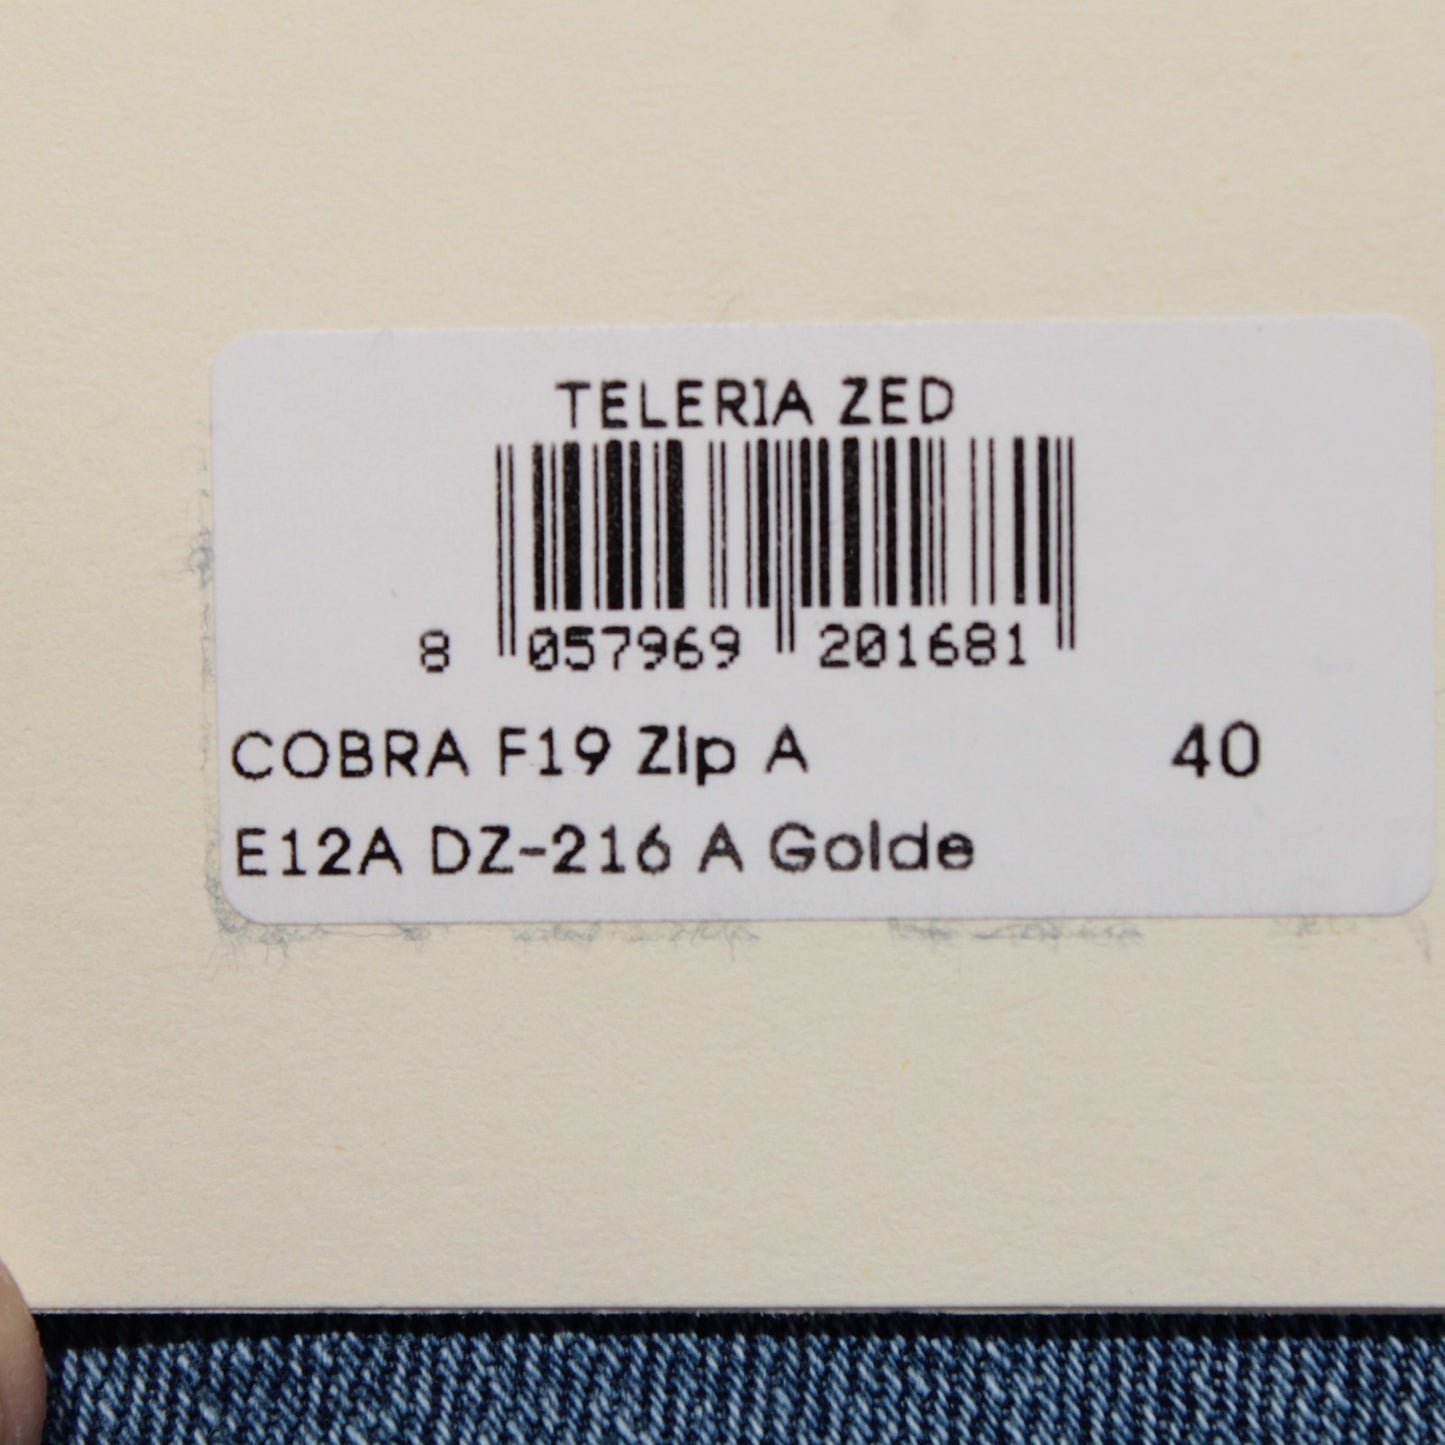 TELERIA ZED
8 057969 201681
COBRA F19 Zip A 40
E12A DZ-216 A Golde